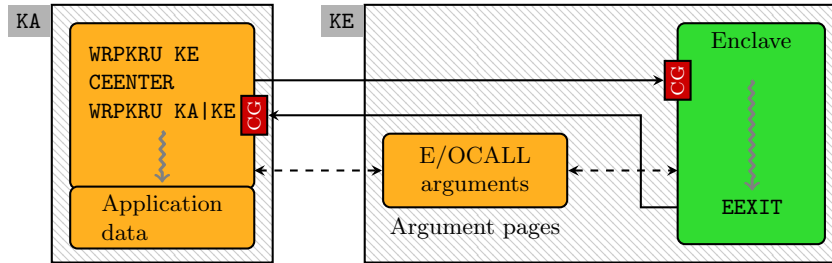 KA
WRPKRU KE
CEENTER
WRPKRU KA|KE
CG
Application
data
KE
E/OCALL
arguments
Argument pages
CG
Enclave
EEXIT